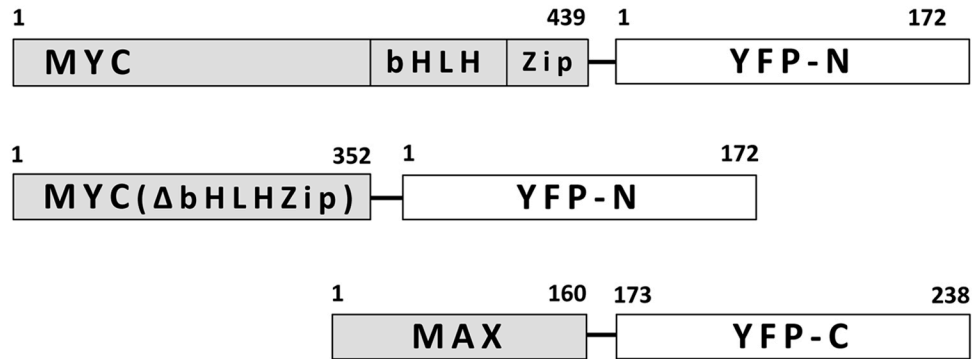 1 439 1 172
MYC bHLH Zip YFP-N
1 352 1 172
MYC(ΔbHLHZip) YFP-N
1 160 173 238
MAX YFP-C